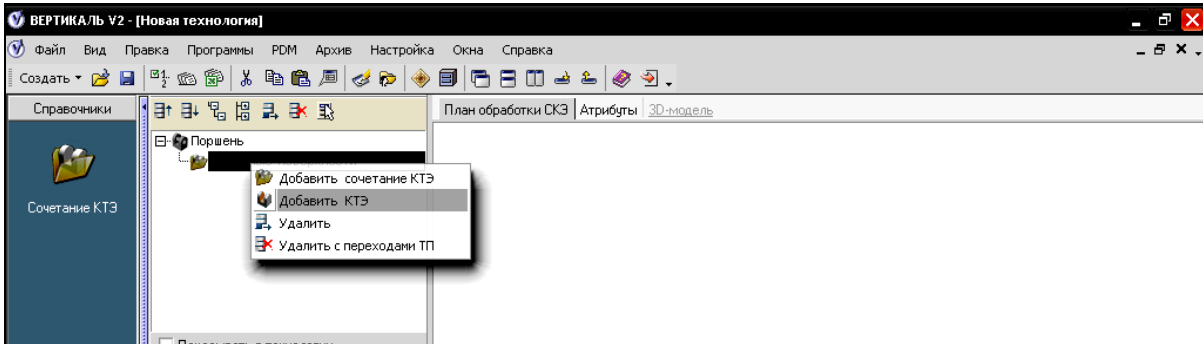 ВЕРТИКАЛЬ V2 - [Новая технология]
Файл Вид Правка Программы PDM Архив Настройка Окна Справка
Создать
Справочники
План обработки СКЭ Атрибуты 3D-модель
Поршень
Добавить сочетание КТЭ
Добавить КТЭ
Удалить
Удалить с переходами ТП
Сочетание КТЭ